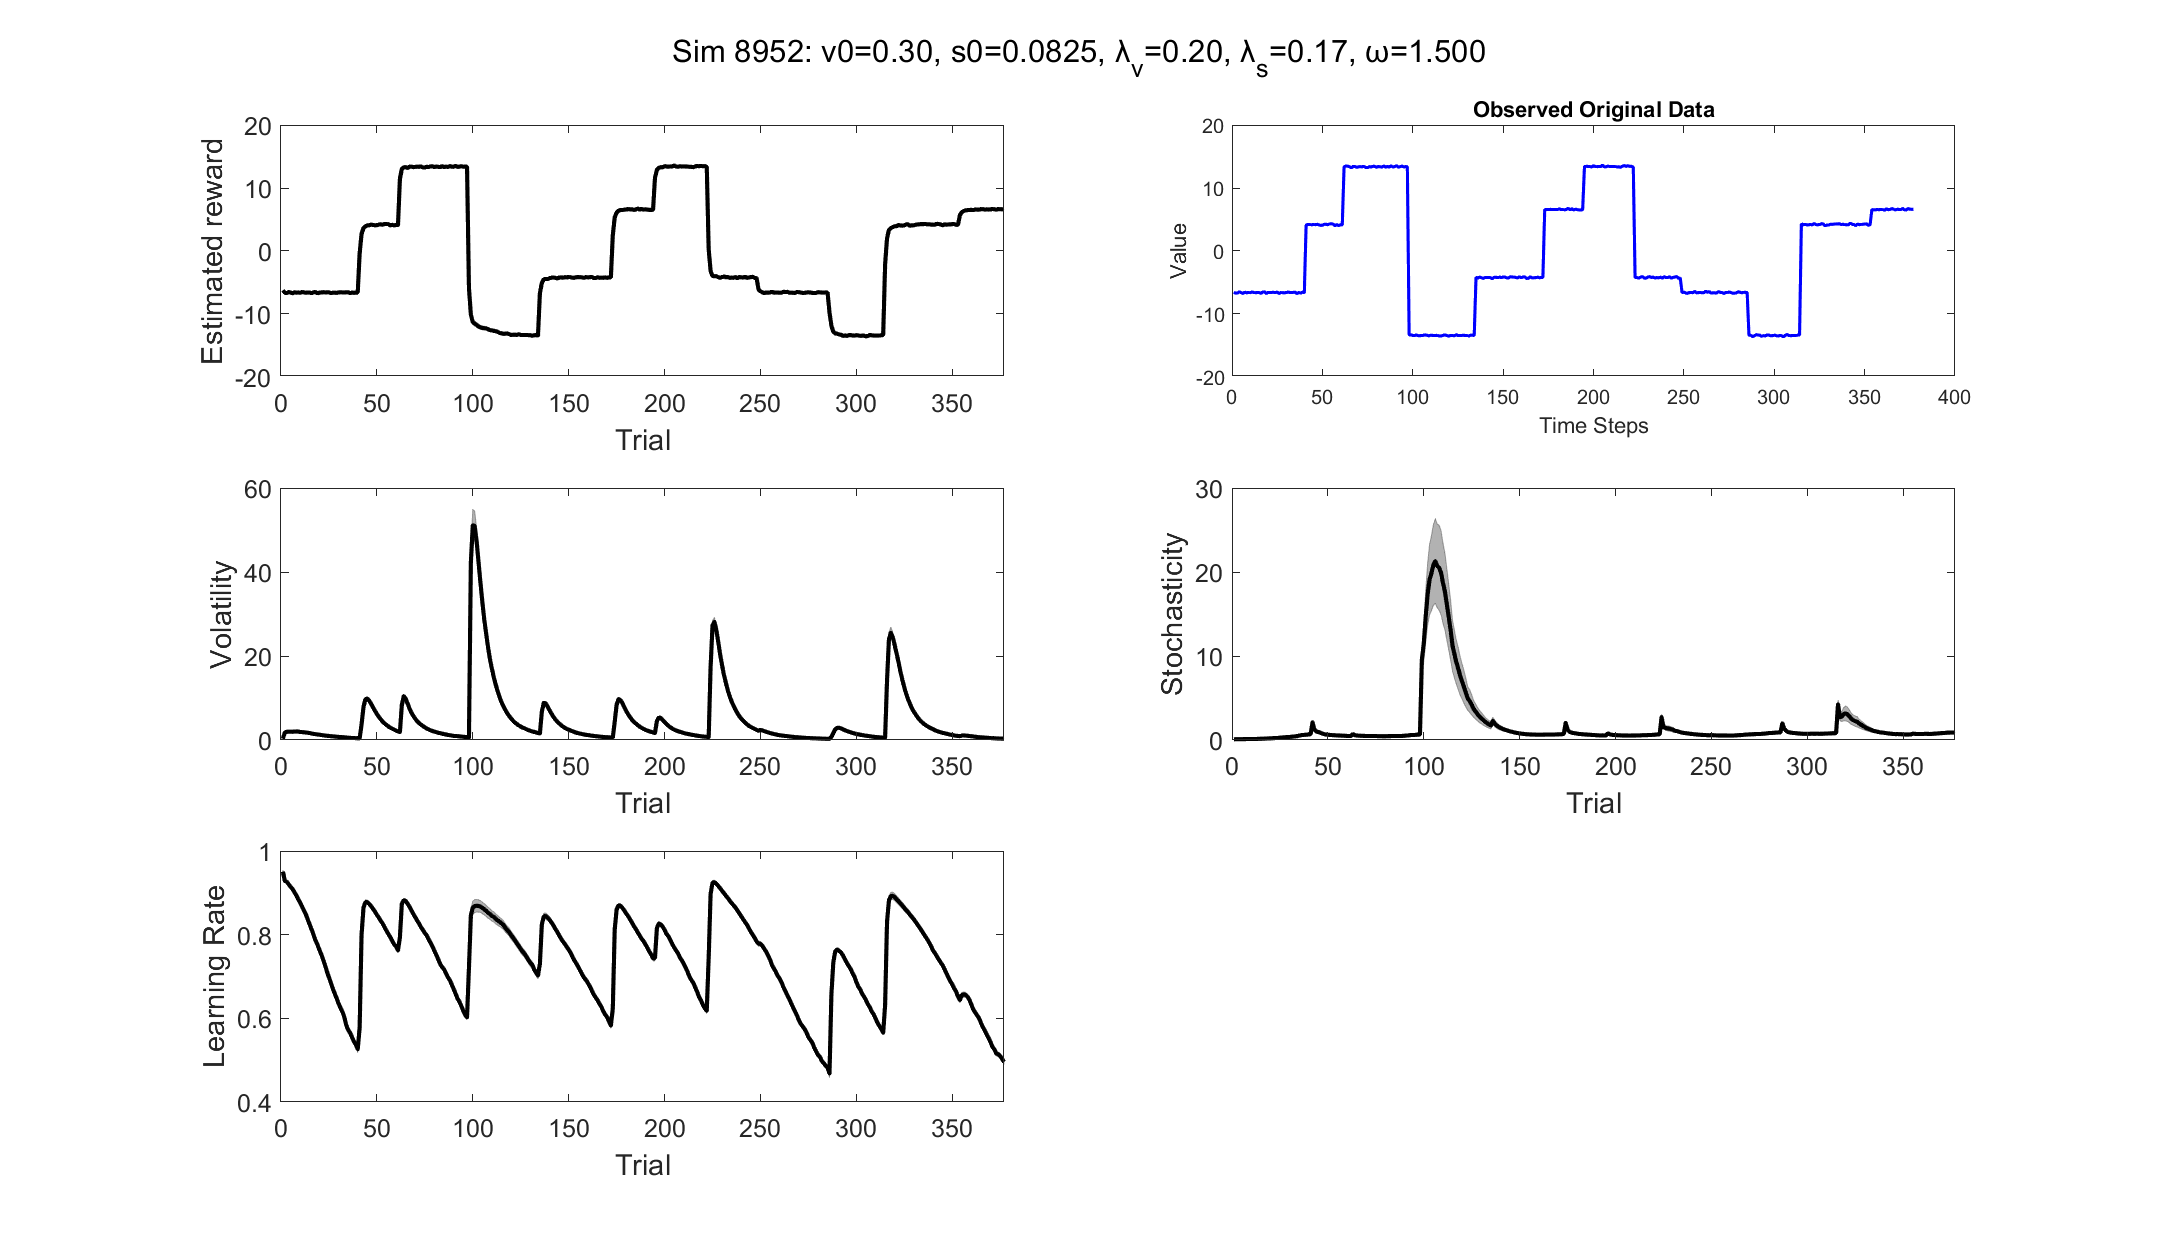 Sim 8952: v0=0.30, s0=0.0825, λv=0.20, λs=0.17, ω=1.500
Estimated reward
20
10
0
-10
-20
0 50 100 150 200 250 300 350
Trial
Observed Original Data
Value
20
10
0
-10
-20
0 50 100 150 200 250 300 350 400
Time Steps
Volatility
60
40
20
0
0 50 100 150 200 250 300 350
Trial
Stochasticity
30
20
10
0
0 50 100 150 200 250 300 350
Trial
Learning Rate
1
0.8
0.6
0.4
0 50 100 150 200 250 300 350
Trial